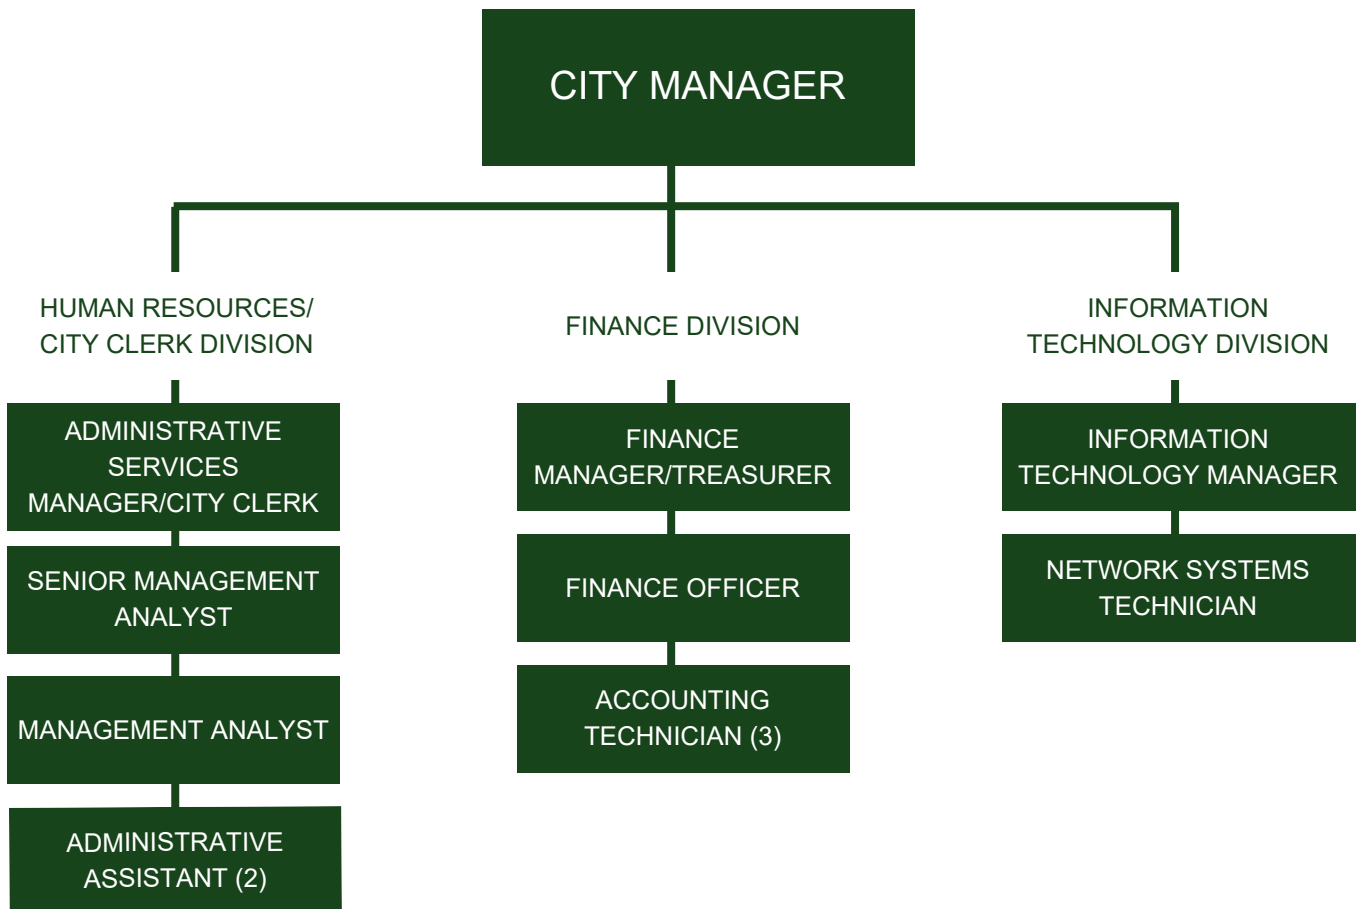 CITY MANAGER
HUMAN RESOURCES/
CITY CLERK DIVISION
ADMINISTRATIVE
SERVICES
MANAGER/CITY CLERK
SENIOR MANAGEMENT
ANALYST
MANAGEMENT ANALYST
ADMINISTRATIVE
ASSISTANT (2)
FINANCE DIVISION
FINANCE
MANAGER/TREASURER
FINANCE OFFICER
ACCOUNTING
TECHNICIAN (3)
INFORMATION
TECHNOLOGY DIVISION
INFORMATION
TECHNOLOGY MANAGER
NETWORK SYSTEMS
TECHNICIAN